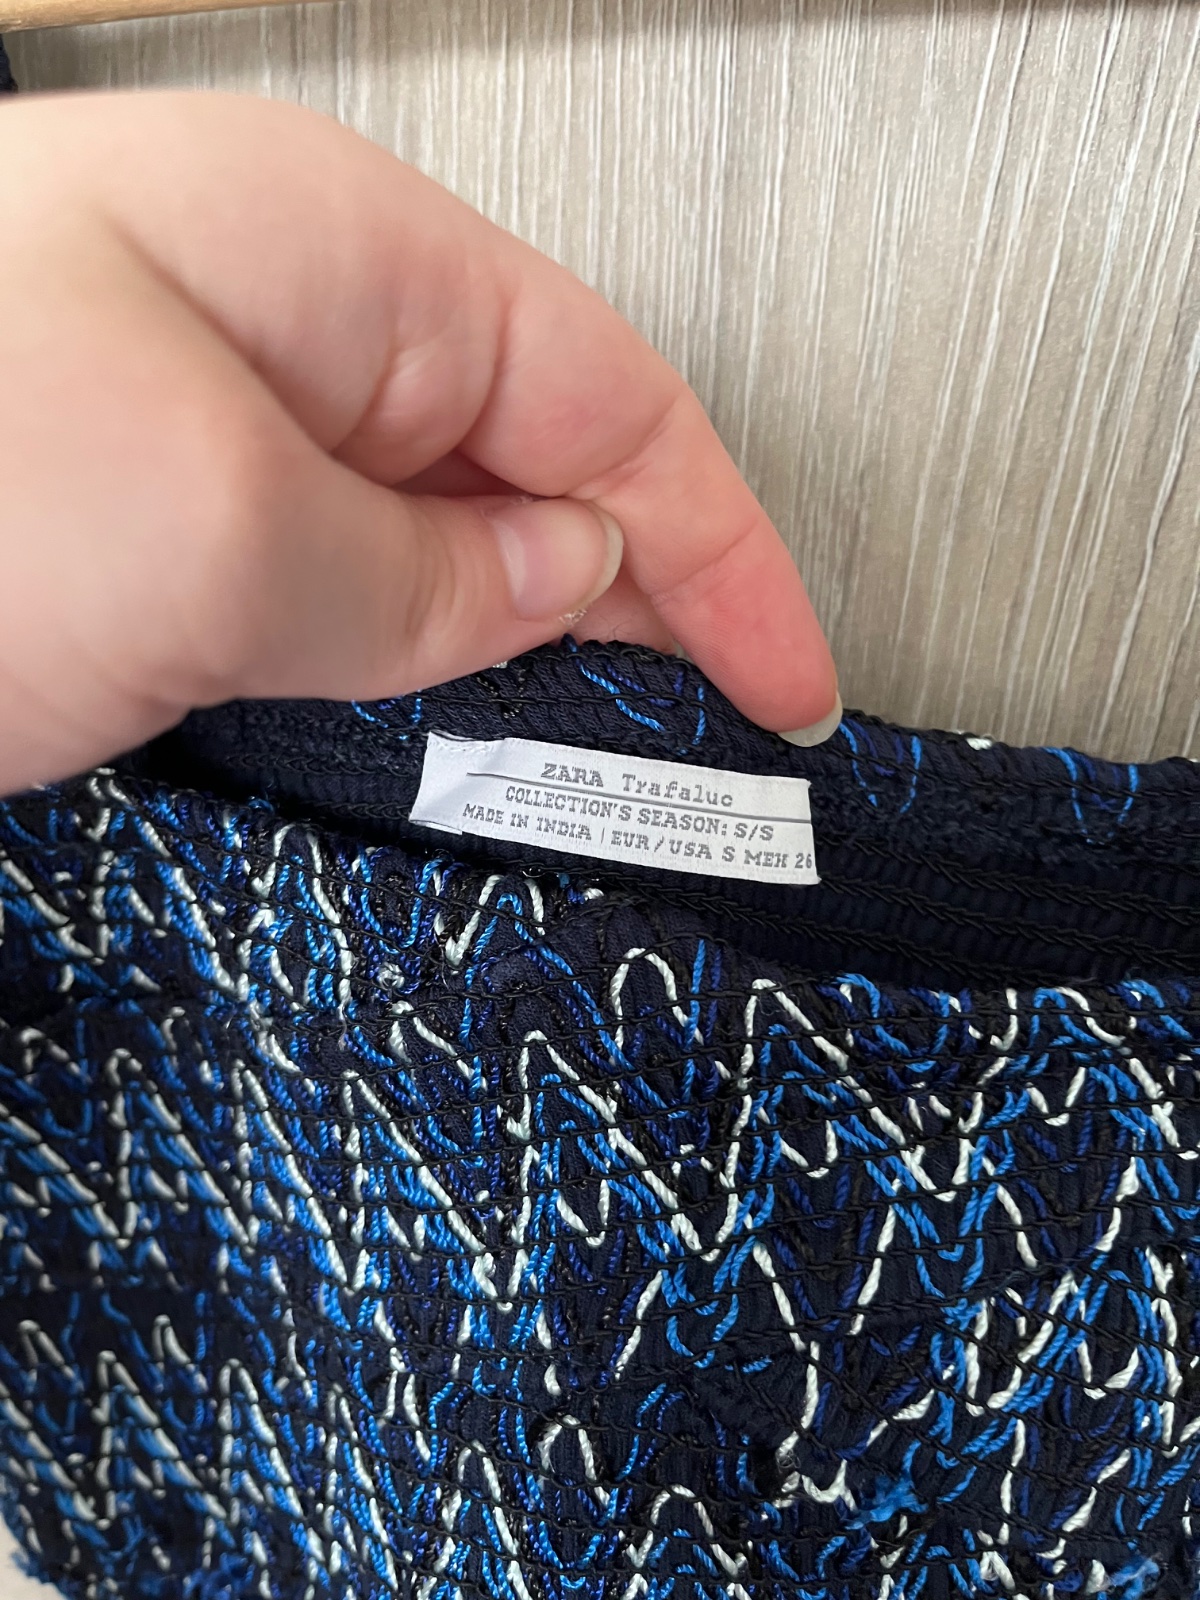 ZARA Trafaluc
COLLECTION'S SEASON: S/S
MADE IN INDIA | EUR / USA S MEX 26